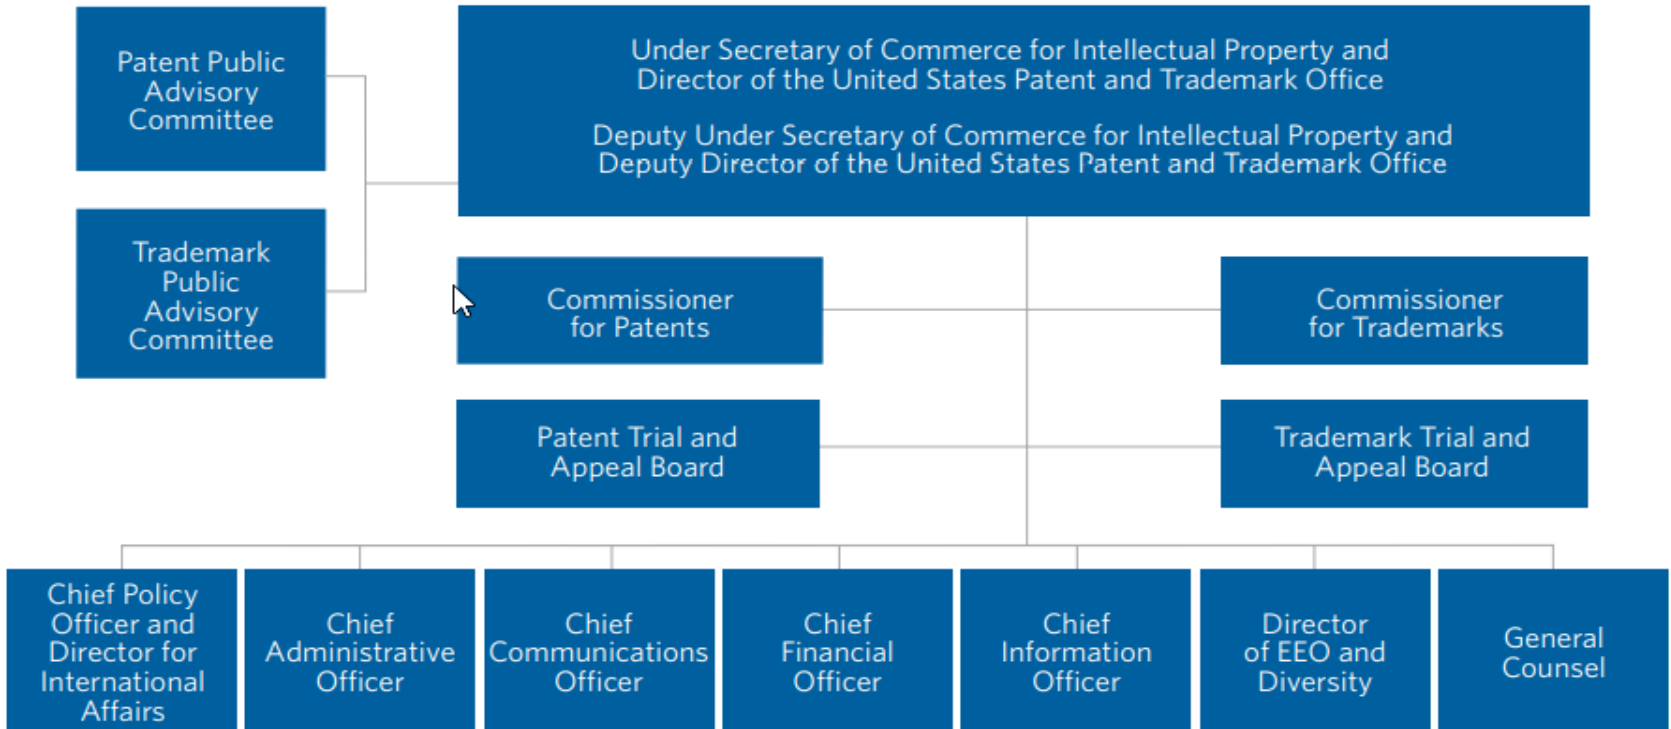 Patent Public
Advisory
Committee
Under Secretary of Commerce for Intellectual Property and
Director of the United States Patent and Trademark Office
Deputy Under Secretary of Commerce for Intellectual Property and
Deputy Director of the United States Patent and Trademark Office
Trademark
Public
Advisory
Committee
Commissioner
for Patents
Commissioner
for Trademarks
Patent Trial and
Appeal Board
Trademark Trial and
Appeal Board
Chief Policy
Officer and
Director for
International
Affairs
Chief
Administrative
Officer
Chief
Communications
Officer
Chief
Financial
Officer
Chief
Information
Officer
Director
of EEO and
Diversity
General
Counsel